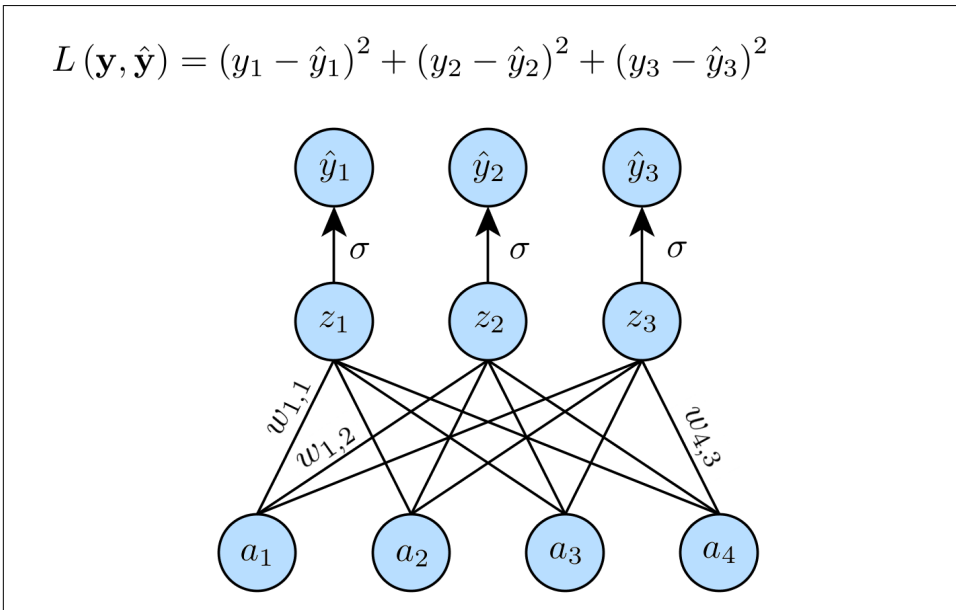 L (y, ŷ) = (y₁ − ŷ₁)² + (y₂ − ŷ₂)² + (y₃ − ŷ₃)²
ŷ₁ ŷ₂ ŷ₃
σ σ σ
z₁ z₂ z₃
w₁,₁ w₁,₂ w₄,₃
a₁ a₂ a₃ a₄